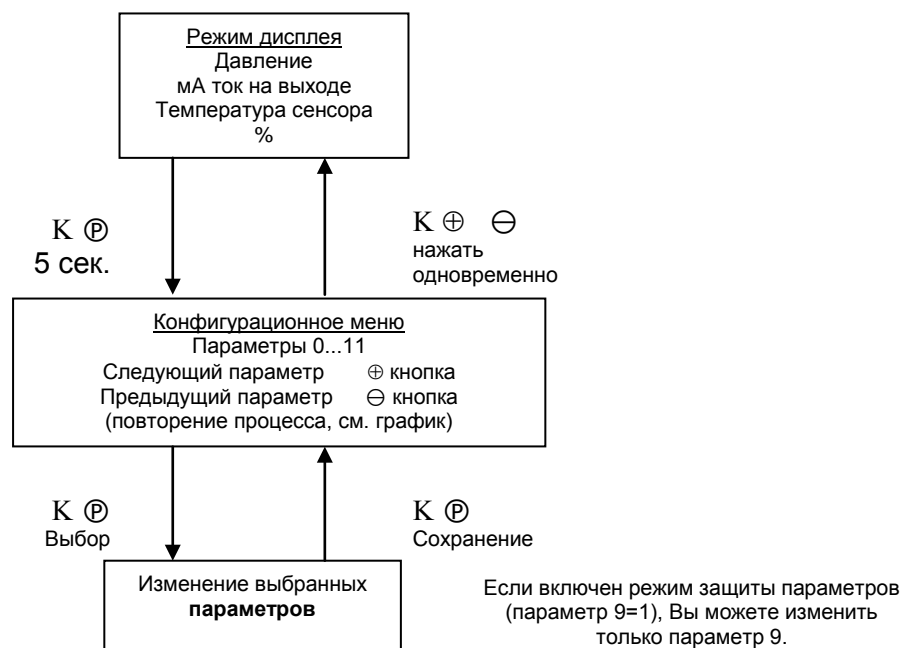 Режим дисплея
Давление
мА ток на выходе
Температура сенсора
%
K Ⓟ
5 сек.
K ⊕ ⊖
нажать
одновременно
Конфигурационное меню
Параметры 0...11
Следующий параметр ⊕ кнопка
Предыдущий параметр ⊖ кнопка
(повторение процесса, см. график)
K Ⓟ
Выбор
K Ⓟ
Сохранение
Изменение выбранных
параметров
Если включен режим защиты параметров
(параметр 9=1), Вы можете изменить
только параметр 9.